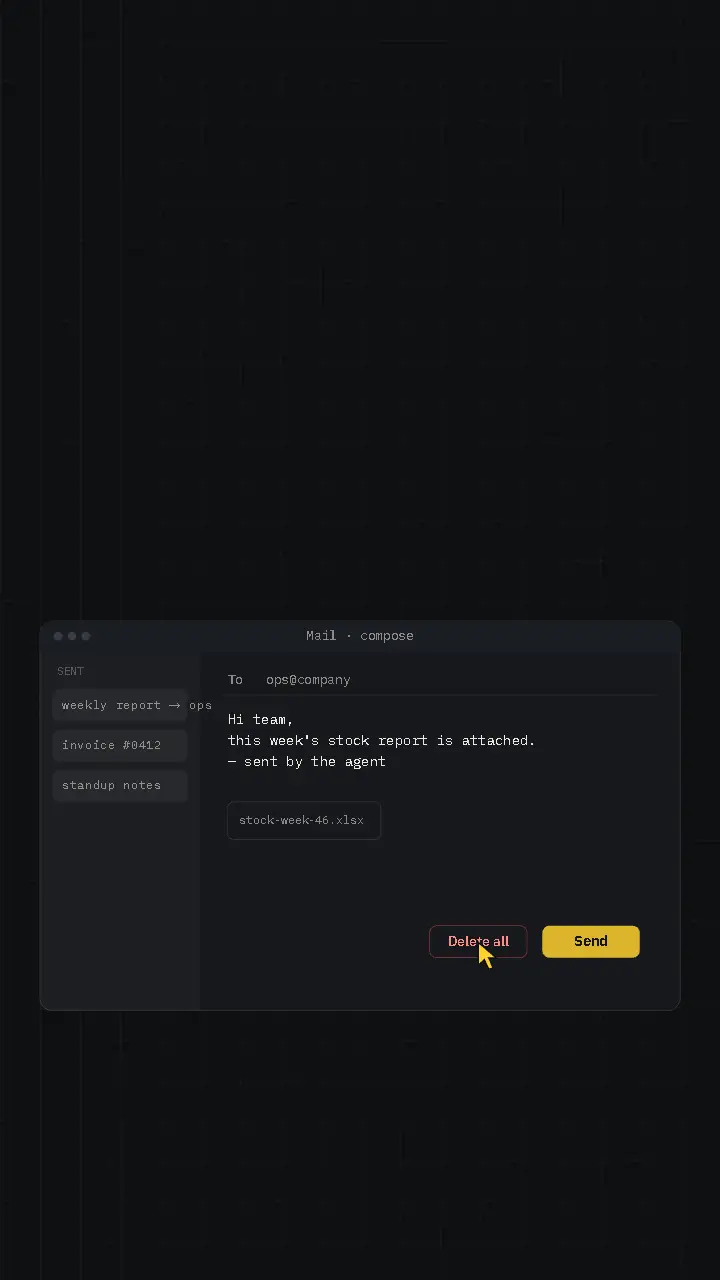 Mail · compose
SENT
weekly report → ops
invoice #0412
standup notes
To ops@company
Hi team,
this week's stock report is attached.
— sent by the agent
stock-week-46.xlsx
Delete all
Send